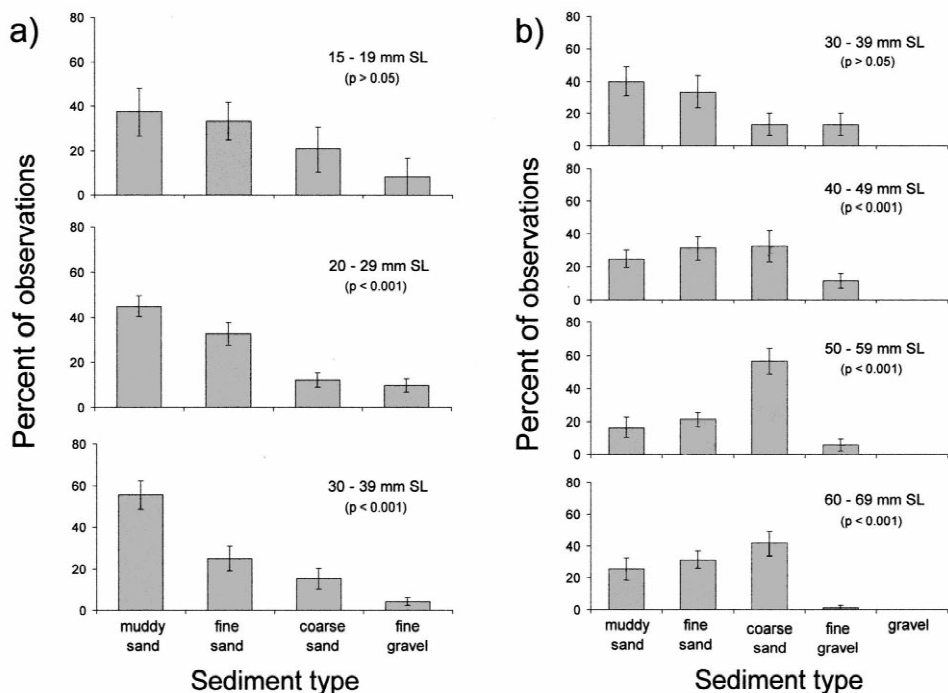 a)
Percent of observations
80
60
40
20
0
15 - 19 mm SL
(p > 0.05)
80
60
40
20
0
20 - 29 mm SL
(p < 0.001)
80
60
40
20
0
30 - 39 mm SL
(p < 0.001)
muddy sand
fine sand
coarse sand
fine gravel
Sediment type
b)
Percent of observations
80
60
40
20
0
30 - 39 mm SL
(p > 0.05)
80
60
40
20
0
40 - 49 mm SL
(p < 0.001)
80
60
40
20
0
50 - 59 mm SL
(p < 0.001)
80
60
40
20
0
60 - 69 mm SL
(p < 0.001)
muddy sand
fine sand
coarse sand
fine gravel
gravel
Sediment type